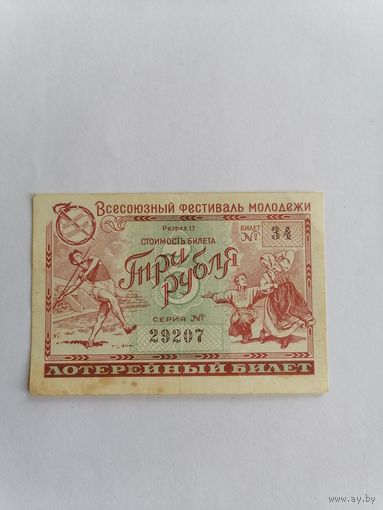 Всесоюзный фестиваль молодежи
Разряд 17
БИЛЕТ
№ 34
СТОИМОСТЬ БИЛЕТА
Три
рубля
3
СЕРИЯ №
29207
ЛОТЕРЕЙНЫЙ БИЛЕТ
www.ay.by